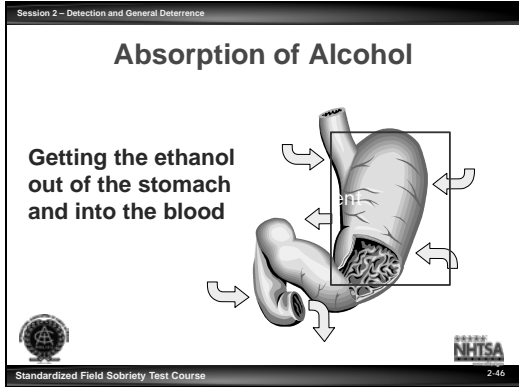 Session 2 – Detection and General Deterrence
Absorption of Alcohol
Getting the ethanol
out of the stomach
and into the blood
ent
NHTSA
Standardized Field Sobriety Test Course
2-46